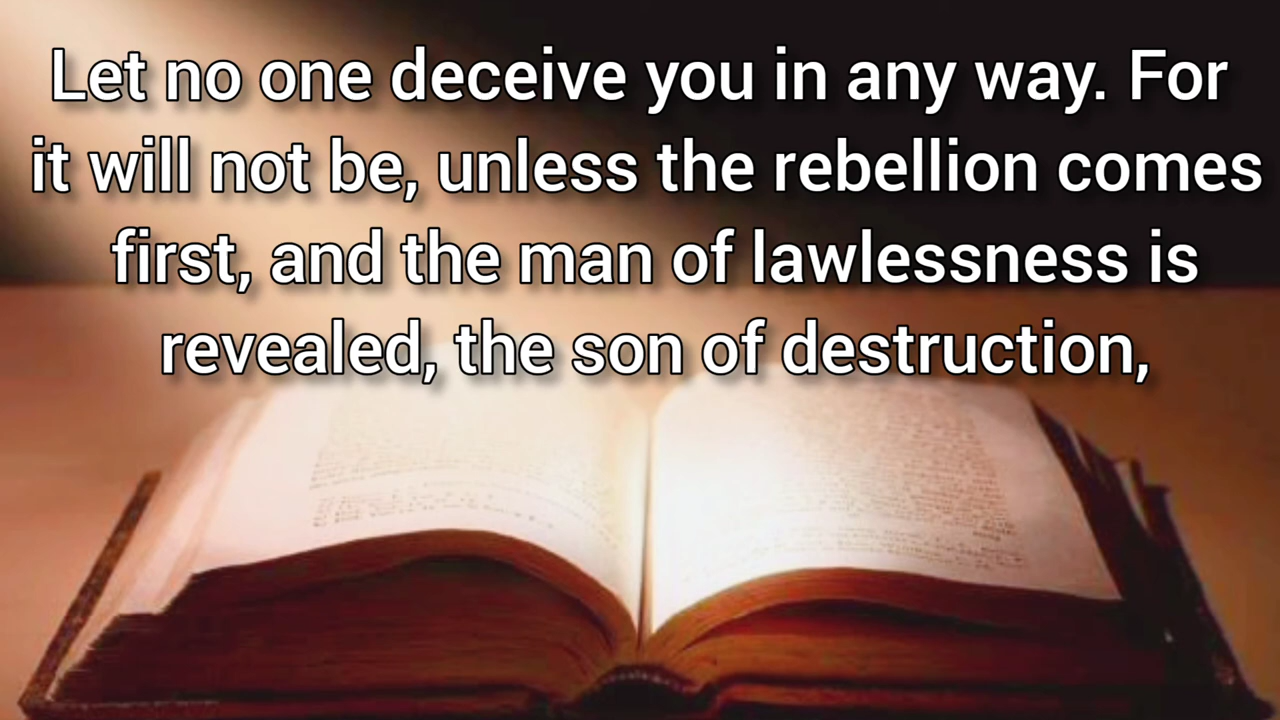 Let no one deceive you in any way. For
it will not be, unless the rebellion comes
first, and the man of lawlessness is
revealed, the son of destruction,